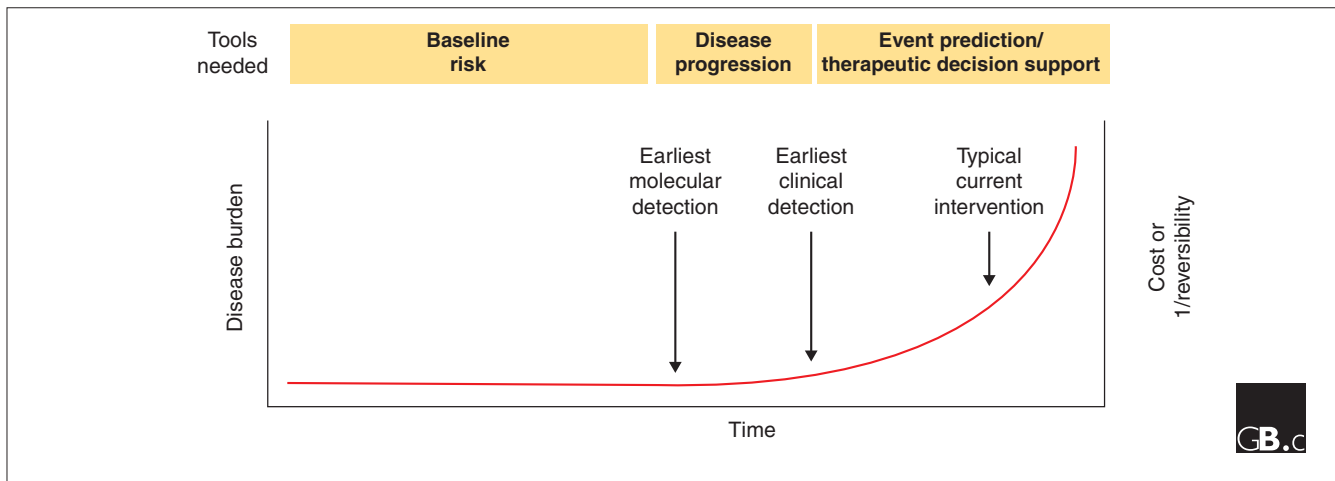 Tools
needed
Baseline
risk
Disease
progression
Event prediction/
therapeutic decision support
Earliest
molecular
detection
Earliest
clinical
detection
Typical
current
intervention
Disease burden
Cost or
1/reversibility
Time
GB.c